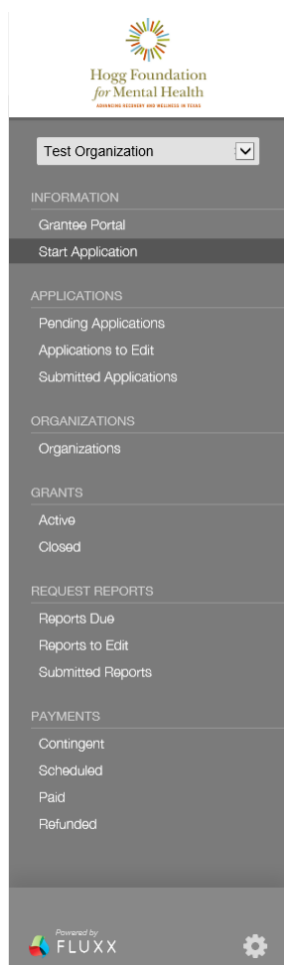 Hogg Foundation
for Mental Health
ADVANCING RECOVERY AND WELLNESS IN TEXAS
Test Organization
INFORMATION
Grantee Portal
Start Application
APPLICATIONS
Pending Applications
Applications to Edit
Submitted Applications
ORGANIZATIONS
Organizations
GRANTS
Active
Closed
REQUEST REPORTS
Reports Due
Reports to Edit
Submitted Reports
PAYMENTS
Contingent
Scheduled
Paid
Refunded
Powered by
FLUXX